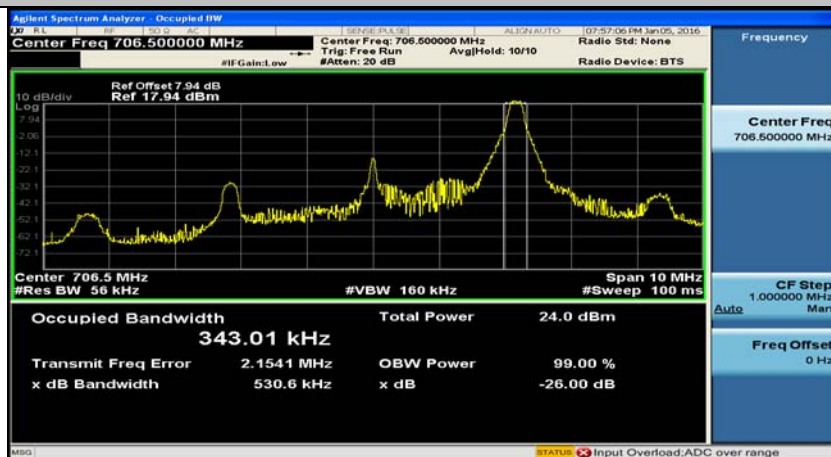 Agilent Spectrum Analyzer - Occupied BW
LXI RL RF 50 Ω AC SENSE:PULSE ALIGN AUTO 07:57:06 PM Jan 05, 2016
Center Freq 706.500000 MHz Center Freq: 706.500000 MHz Radio Std: None
Trig: Free Run Avg|Hold: 10/10
#IFGain:Low #Atten: 20 dB Radio Device: BTS
Ref Offset 7.94 dB
10 dB/div Ref 17.94 dBm
Log
7.94
-2.06
-12.1
-22.1
-32.1
-42.1
-52.1
-62.1
-72.1
Center 706.5 MHz Span 10 MHz
#Res BW 56 kHz #VBW 160 kHz #Sweep 100 ms
Occupied Bandwidth Total Power 24.0 dBm
343.01 kHz
Transmit Freq Error 2.1541 MHz OBW Power 99.00 %
x dB Bandwidth 530.6 kHz x dB -26.00 dB
Frequency
Center Freq
706.500000 MHz
CF Step
1.000000 MHz
Auto Man
Freq Offset
0 Hz
MSG STATUS Input Overload;ADC over range